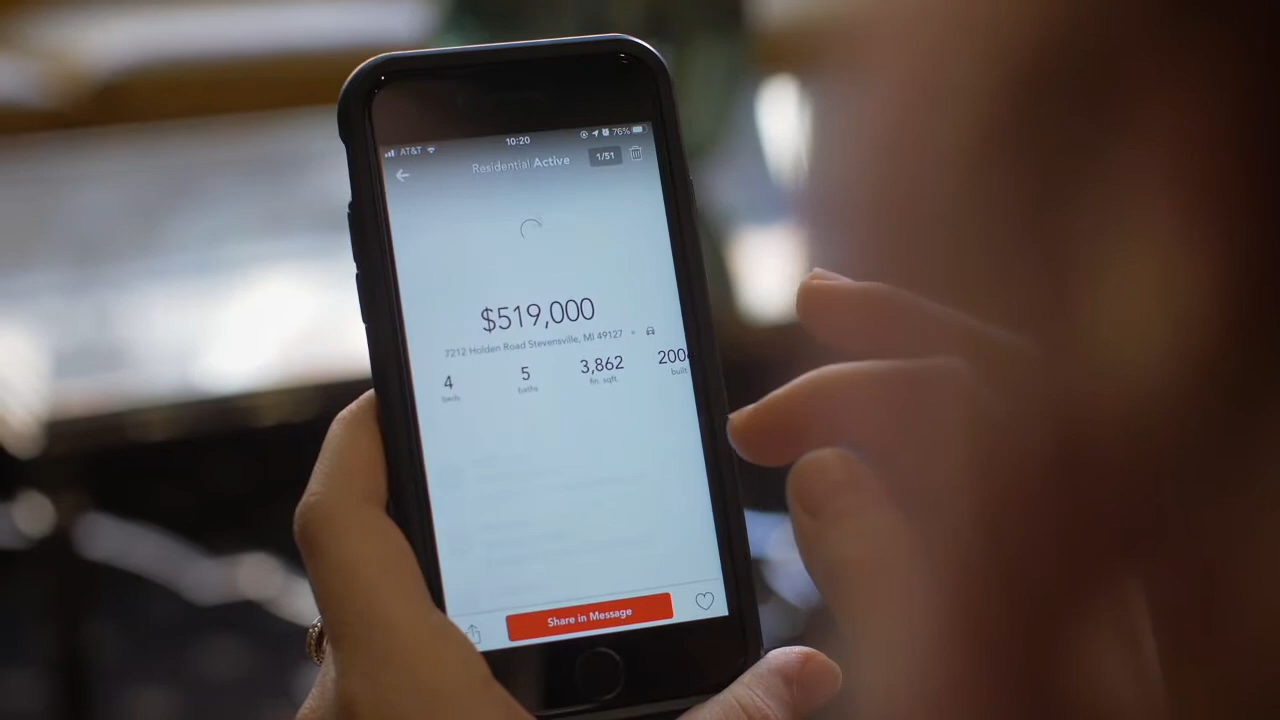 AT&T 10:20 76%
Residential Active 1/51
$519,000
7212 Holden Road Stevensville, MI 49127
4 5 3,862
beds baths fin. sqft. built
Share in Message